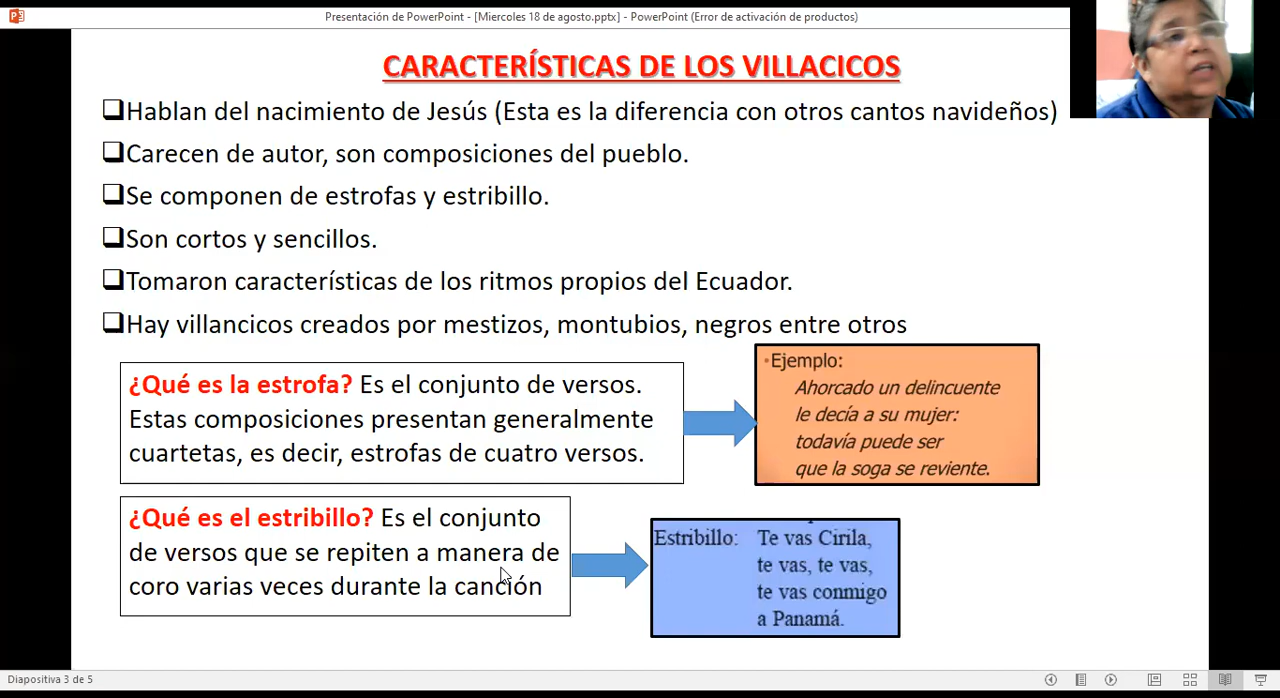 Presentación de PowerPoint - [Miercoles 18 de agosto.pptx] - PowerPoint (Error de activación de productos)
CARACTERÍSTICAS DE LOS VILLACICOS
Hablan del nacimiento de Jesús (Esta es la diferencia con otros cantos navideños)
Carecen de autor, son composiciones del pueblo.
Se componen de estrofas y estribillo.
Son cortos y sencillos.
Tomaron características de los ritmos propios del Ecuador.
Hay villancicos creados por mestizos, montubios, negros entre otros
¿Qué es la estrofa? Es el conjunto de versos.
Estas composiciones presentan generalmente
cuartetas, es decir, estrofas de cuatro versos.
Ejemplo:
Ahorcado un delincuente
le decía a su mujer:
todavía puede ser
que la soga se reviente.
¿Qué es el estribillo? Es el conjunto
de versos que se repiten a manera de
coro varias veces durante la canción
Estribillo: Te vas Cirila,
te vas, te vas,
te vas conmigo
a Panamá.
Diapositiva 3 de 5